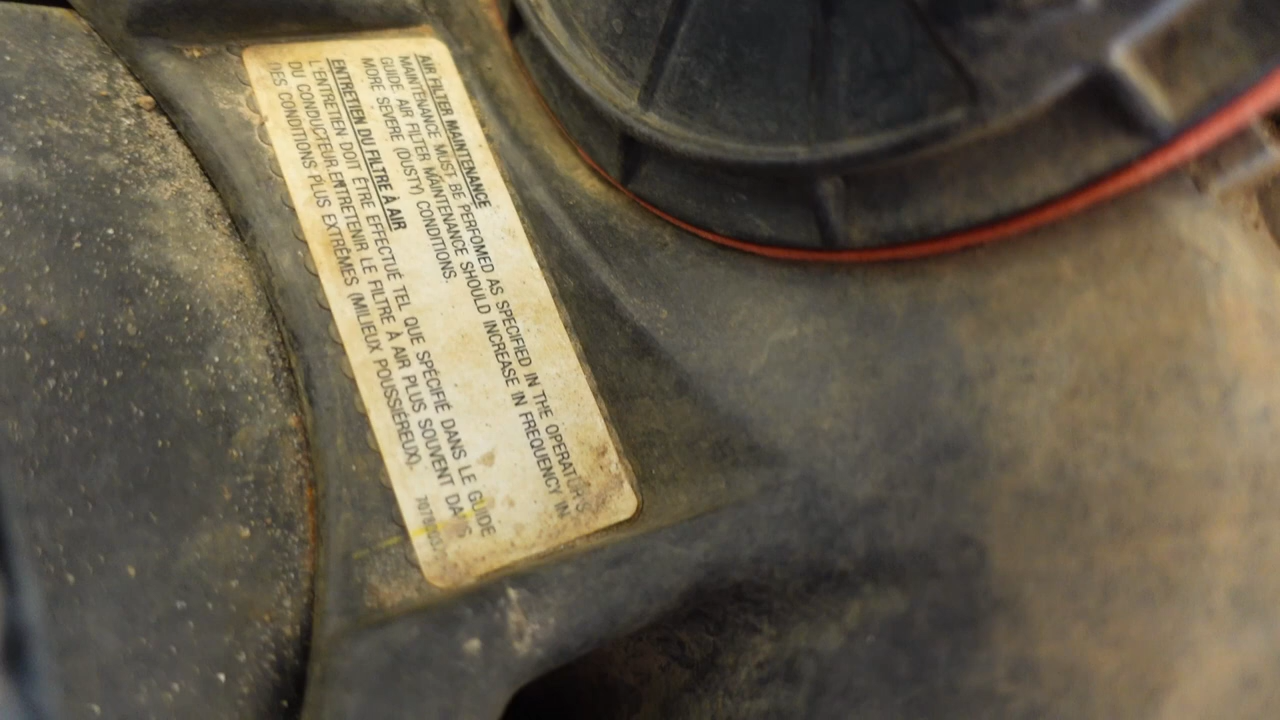 AIR FILTER MAINTENANCE
MAINTENANCE MUST BE PERFOMED AS SPECIFIED IN THE OPERATOR'S
GUIDE AIR FILTER MAINTENANCE SHOULD INCREASE IN FREQUENCY IN
MORE SEVERE (DUSTY) CONDITIONS.
ENTRETIEN DU FILTRE À AIR
L'ENTRETIEN DOIT ÊTRE EFFECTUÉ TEL QUE SPÉCIFIÉ DANS LE GUIDE
DU CONDUCTEUR.ENTRETENIR LE FILTRE À AIR PLUS SOUVENT DANS
DES CONDITIONS PLUS EXTRÊMES (MILIEUX POUSSIÉREUX).